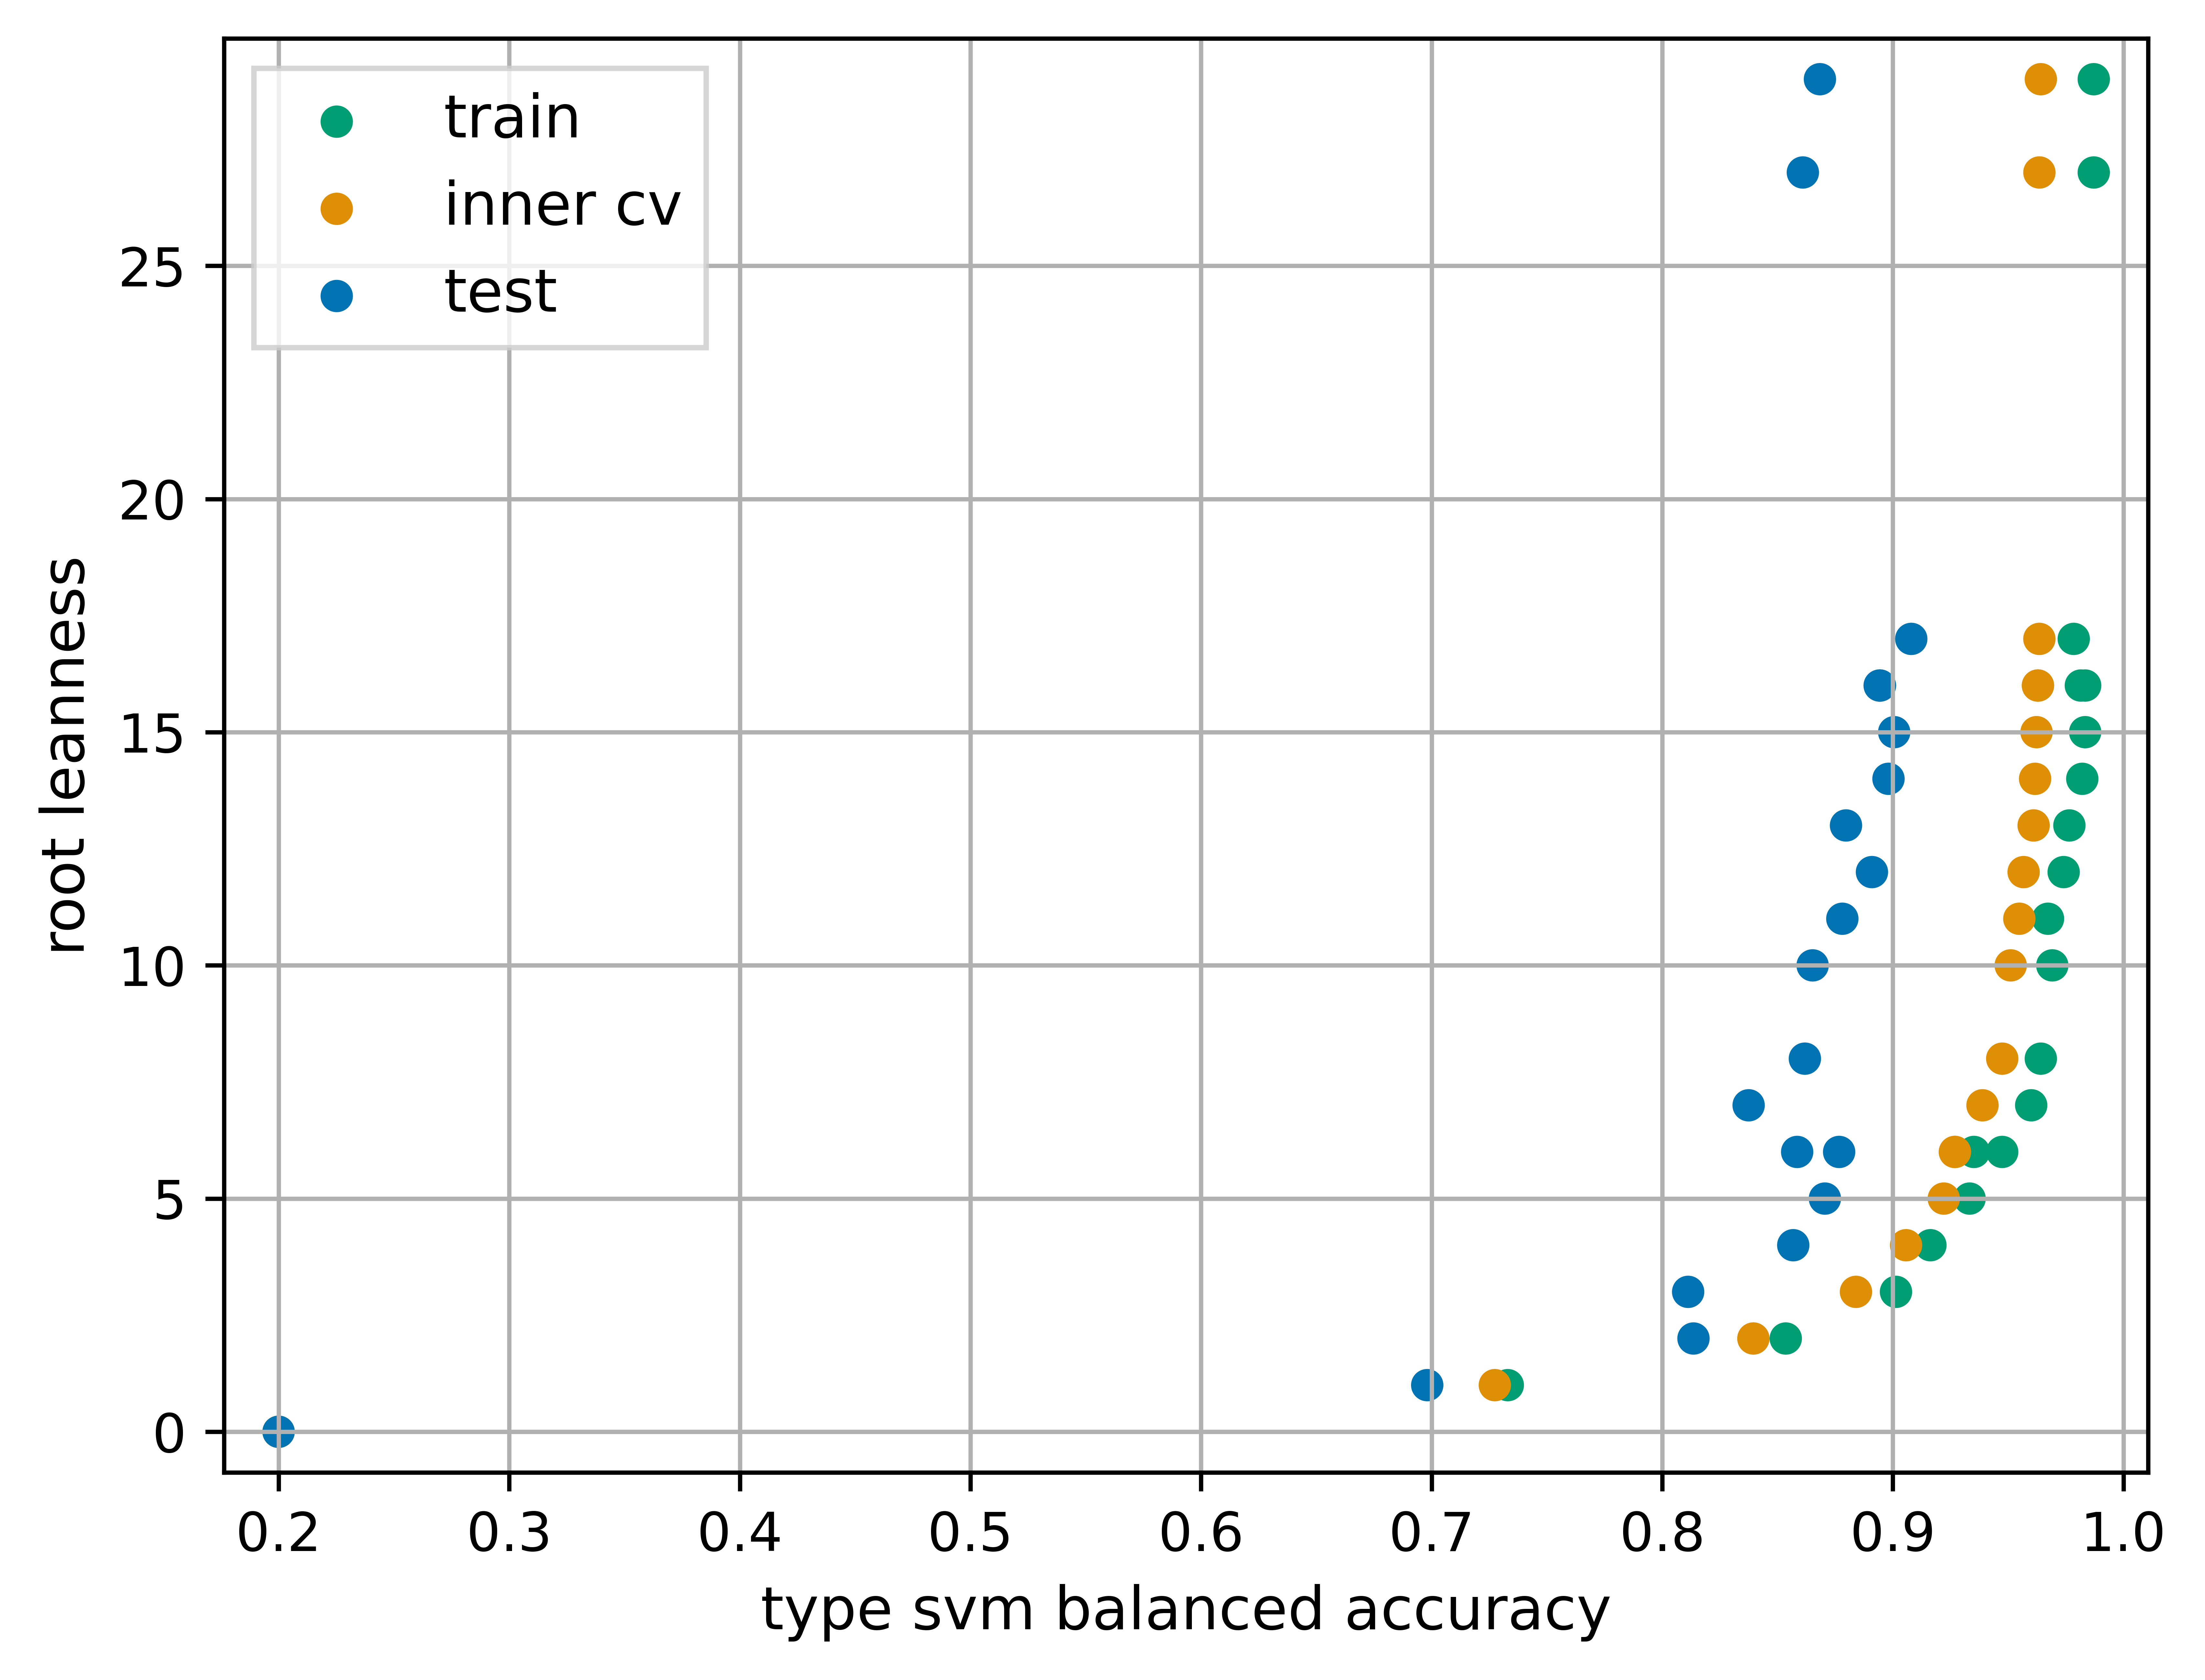 train
inner cv
test
25
20
15
10
5
0
root leanness
0.2 0.3 0.4 0.5 0.6 0.7 0.8 0.9 1.0
type svm balanced accuracy